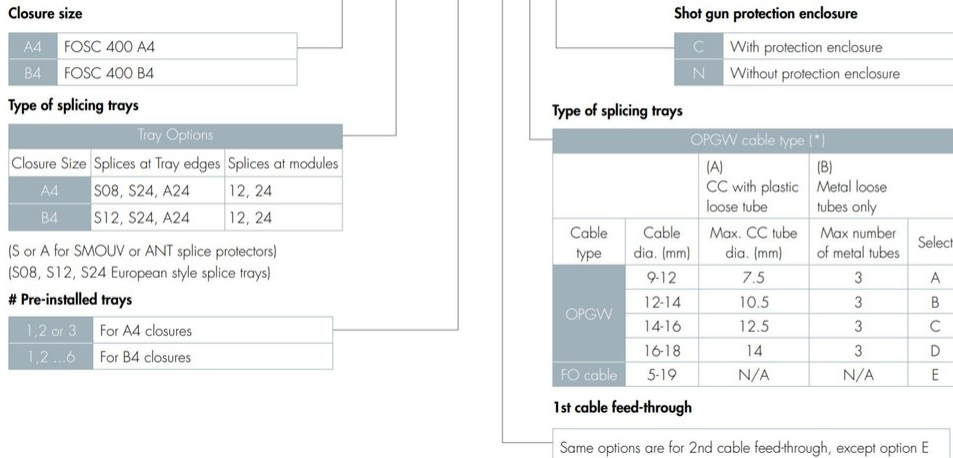 Closure size
A4 FOSC 400 A4
B4 FOSC 400 B4
Type of splicing trays
Tray Options
Closure Size Splices at Tray edges Splices at modules
A4 S08, S24, A24 12, 24
B4 S12, S24, A24 12, 24
(S or A for SMOUV or ANT splice protectors)
(S08, S12, S24 European style splice trays)
# Pre-installed trays
1,2 or 3 For A4 closures
1,2 ...6 For B4 closures
Shot gun protection enclosure
C With protection enclosure
N Without protection enclosure
Type of splicing trays
OPGW cable type (*)
(A) (B)
CC with plastic Metal loose
loose tube tubes only
Cable Cable Max. CC tube Max number Select
type dia. (mm) dia. (mm) of metal tubes
OPGW
9-12 7.5 3 A
12-14 10.5 3 B
14-16 12.5 3 C
16-18 14 3 D
FO cable 5-19 N/A N/A E
1st cable feed-through
Same options are for 2nd cable feed-through, except option E